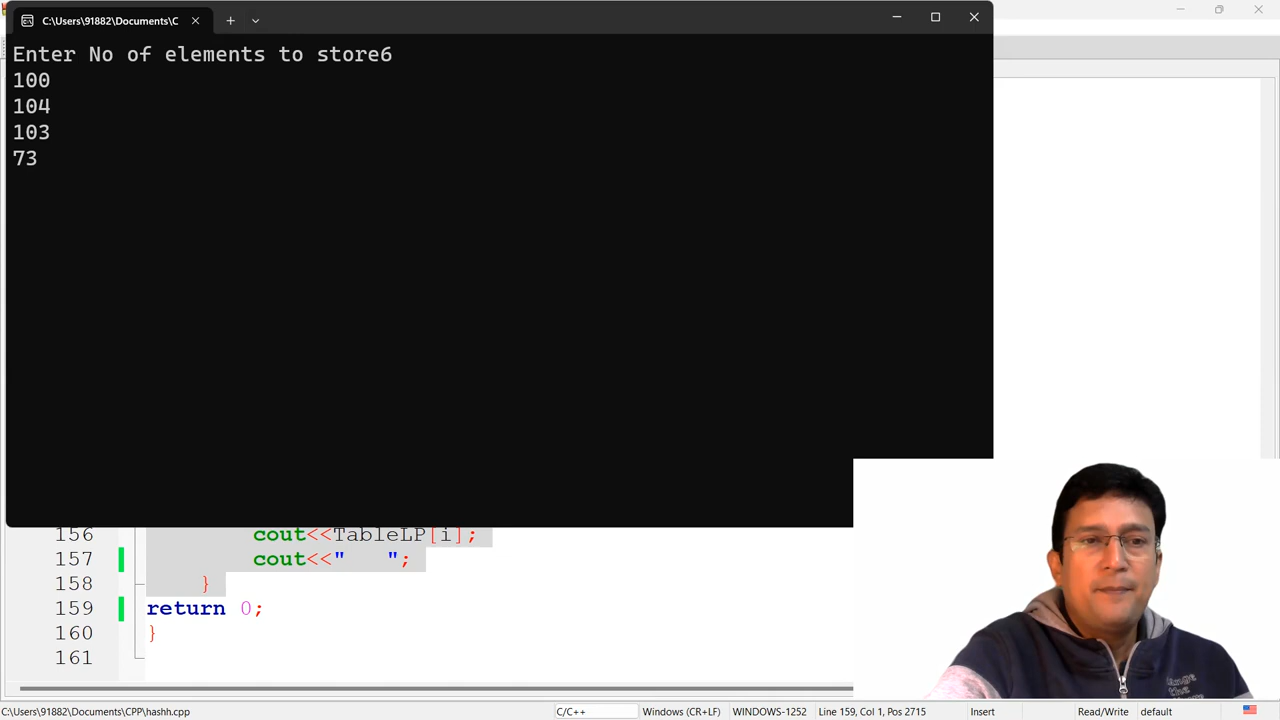 C:\Users\91882\Documents\C
Enter No of elements to store6
100
104
103
73
156 cout<<TableLP[i];
157 cout<<"   ";
158 }
159 return 0;
160 }
161
C:\Users\91882\Documents\CPP\hashh.cpp C/C++ Windows (CR+LF) WINDOWS-1252 Line 159, Col 1, Pos 2715 Insert Read/Write default